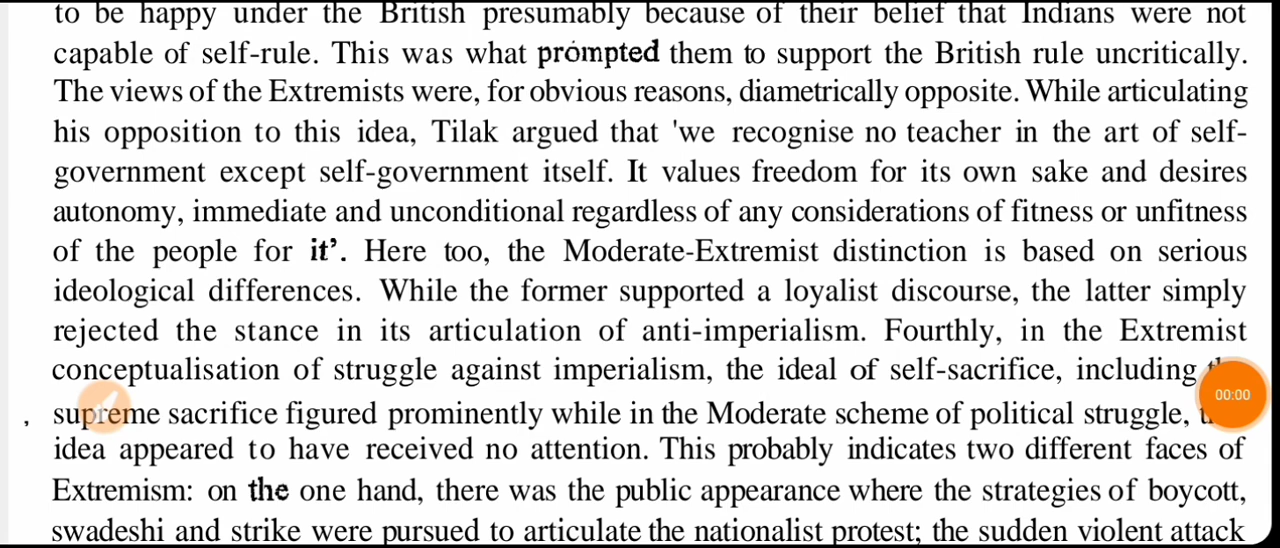 to be happy under the British presumably because of their belief that Indians were not
capable of self-rule. This was what prompted them to support the British rule uncritically.
The views of the Extremists were, for obvious reasons, diametrically opposite. While articulating
his opposition to this idea, Tilak argued that 'we recognise no teacher in the art of self-
government except self-government itself. It values freedom for its own sake and desires
autonomy, immediate and unconditional regardless of any considerations of fitness or unfitness
of the people for it’. Here too, the Moderate-Extremist distinction is based on serious
ideological differences. While the former supported a loyalist discourse, the latter simply
rejected the stance in its articulation of anti-imperialism. Fourthly, in the Extremist
conceptualisation of struggle against imperialism, the ideal of self-sacrifice, including
00:00
supreme sacrifice figured prominently while in the Moderate scheme of political struggle,
idea appeared to have received no attention. This probably indicates two different faces of
Extremism: on the one hand, there was the public appearance where the strategies of boycott,
swadeshi and strike were pursued to articulate the nationalist protest; the sudden violent attack